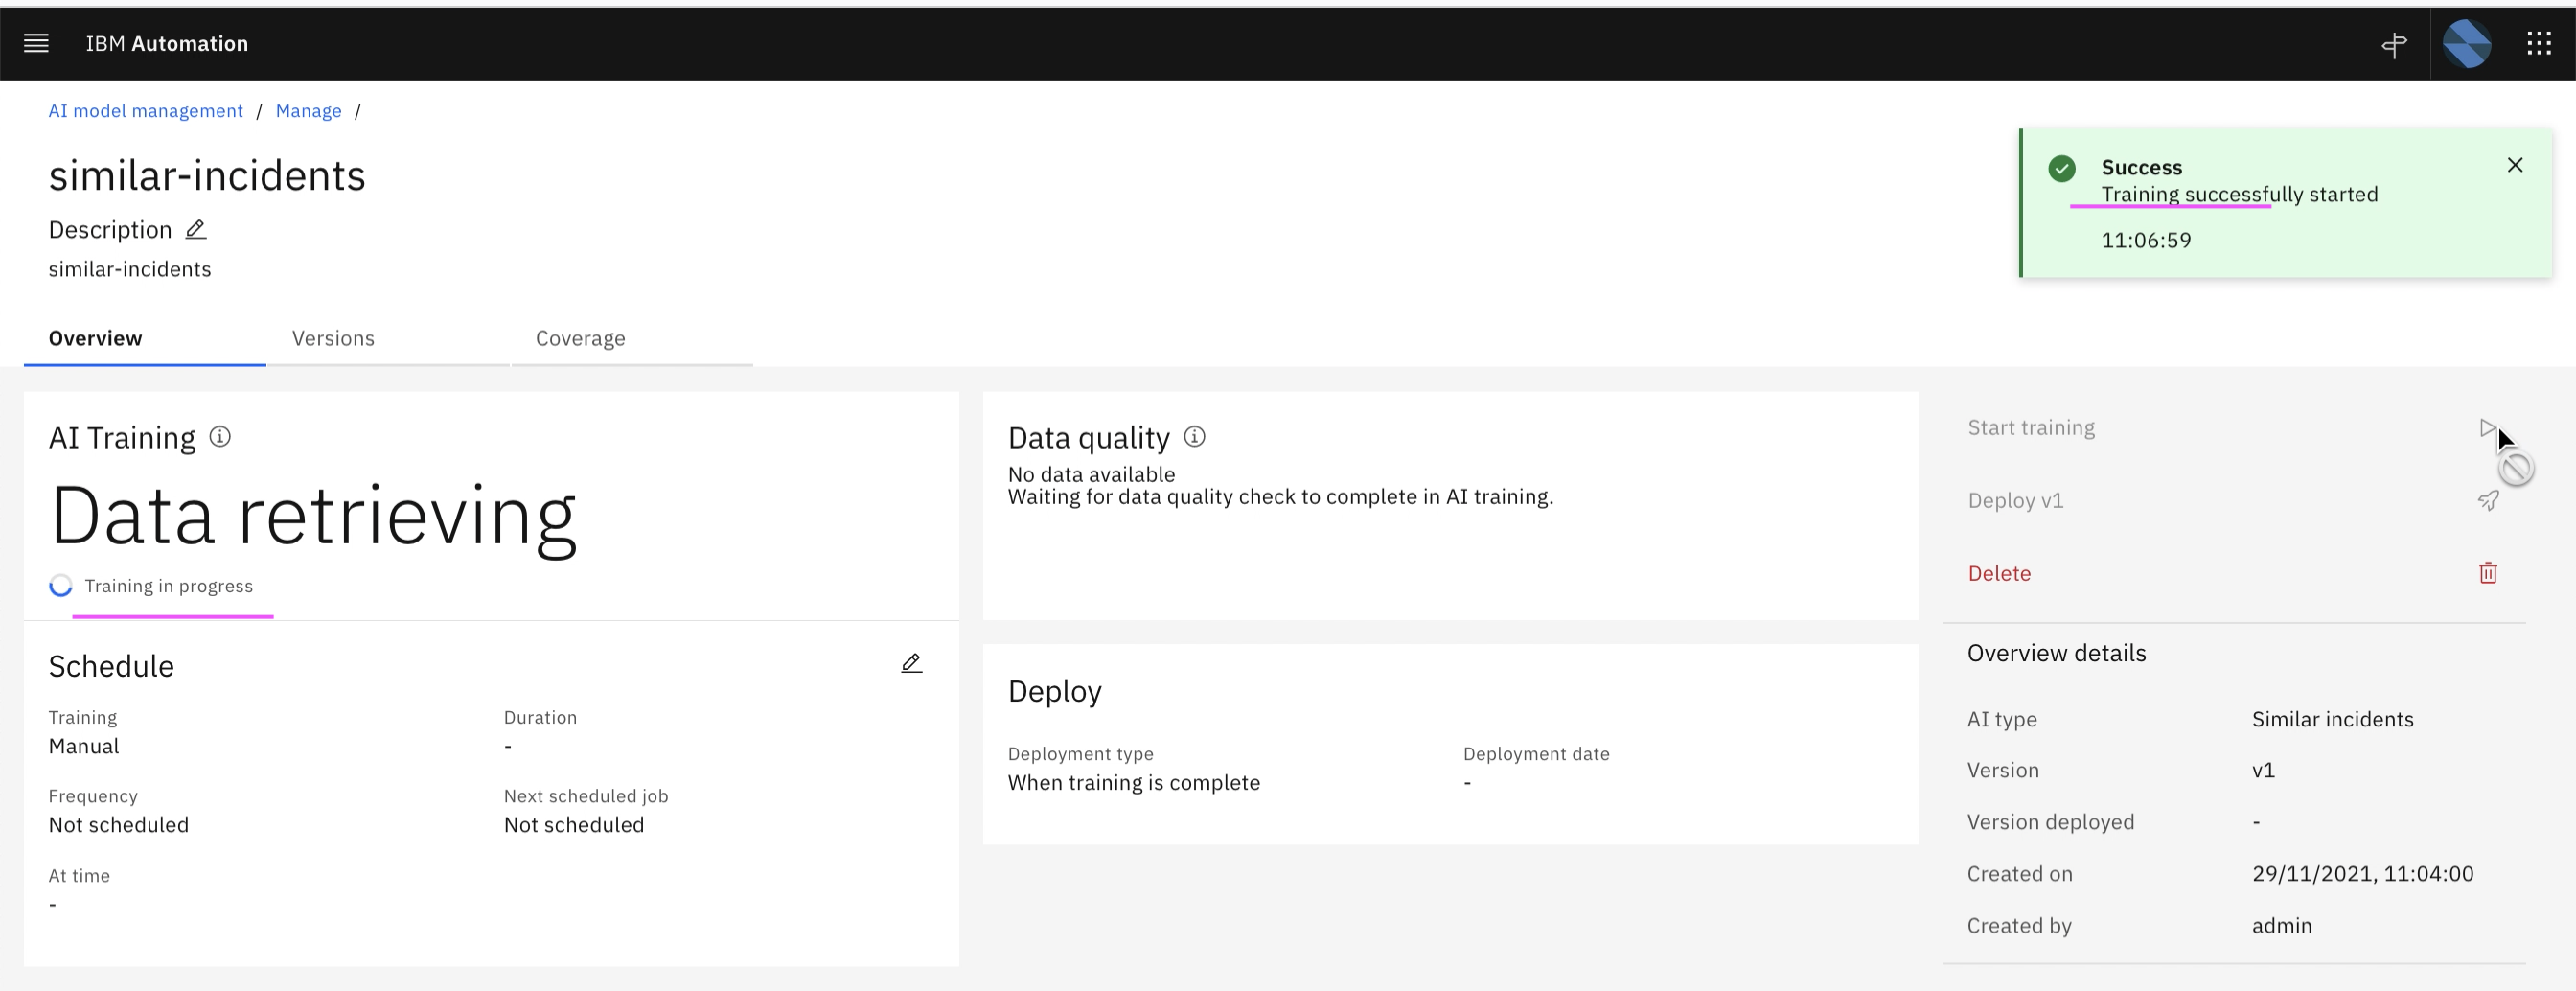 IBM Automation
AI model management / Manage /
similar-incidents
Description
similar-incidents
Success
Training successfully started
11:06:59
Overview
Versions
Coverage
AI Training
Data retrieving
Training in progress
Schedule
Training
Manual
Duration
-
Frequency
Not scheduled
Next scheduled job
Not scheduled
At time
-
Data quality
No data available
Waiting for data quality check to complete in AI training.
Deploy
Deployment type
When training is complete
Deployment date
-
Start training
Deploy v1
Delete
Overview details
AI type Similar incidents
Version v1
Version deployed -
Created on 29/11/2021, 11:04:00
Created by admin